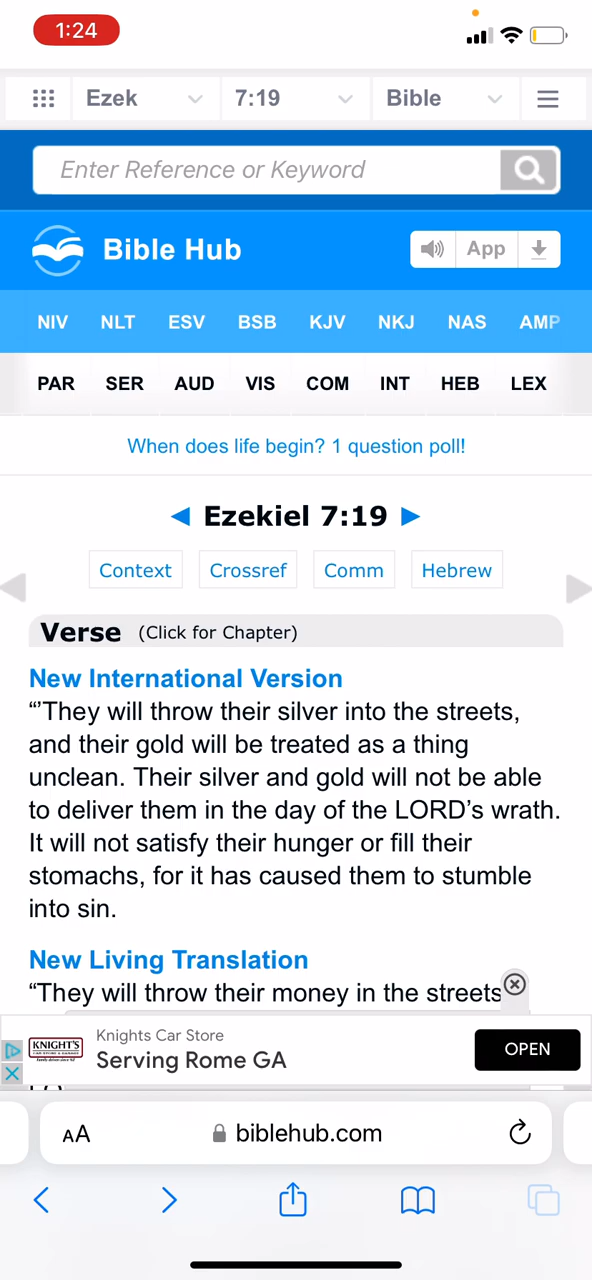 1:24
Ezek 7:19 Bible
Enter Reference or Keyword
Bible Hub App
NIV NLT ESV BSB KJV NKJ NAS AMP
PAR SER AUD VIS COM INT HEB LEX
When does life begin? 1 question poll!
Ezekiel 7:19
Context Crossref Comm Hebrew
Verse (Click for Chapter)
New International Version
“‘They will throw their silver into the streets,
and their gold will be treated as a thing
unclean. Their silver and gold will not be able
to deliver them in the day of the LORD’s wrath.
It will not satisfy their hunger or fill their
stomachs, for it has caused them to stumble
into sin.
New Living Translation
“They will throw their money in the streets
KNIGHT'S
Knights Car Store
Serving Rome GA
OPEN
AA biblehub.com